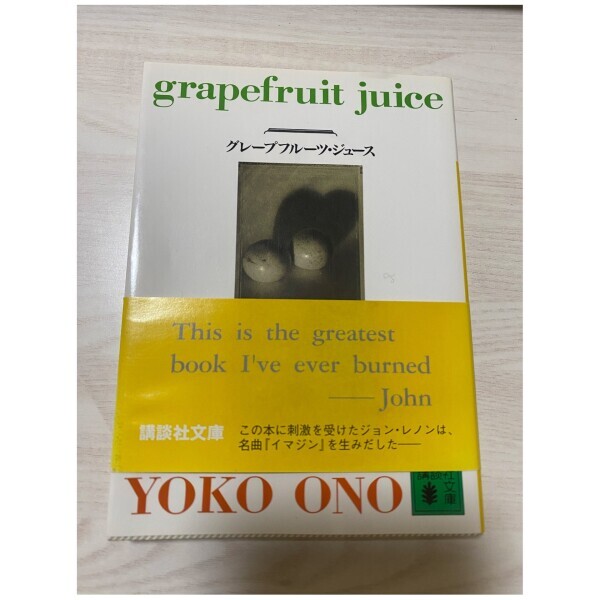 grapefruit juice
グレープフルーツ・ジュース
This is the greatest
book I've ever burned
——John
講談社文庫
この本に刺激を受けたジョン・レノンは、
名曲『イマジン』を生みだした——
YOKO ONO
講談社
文庫